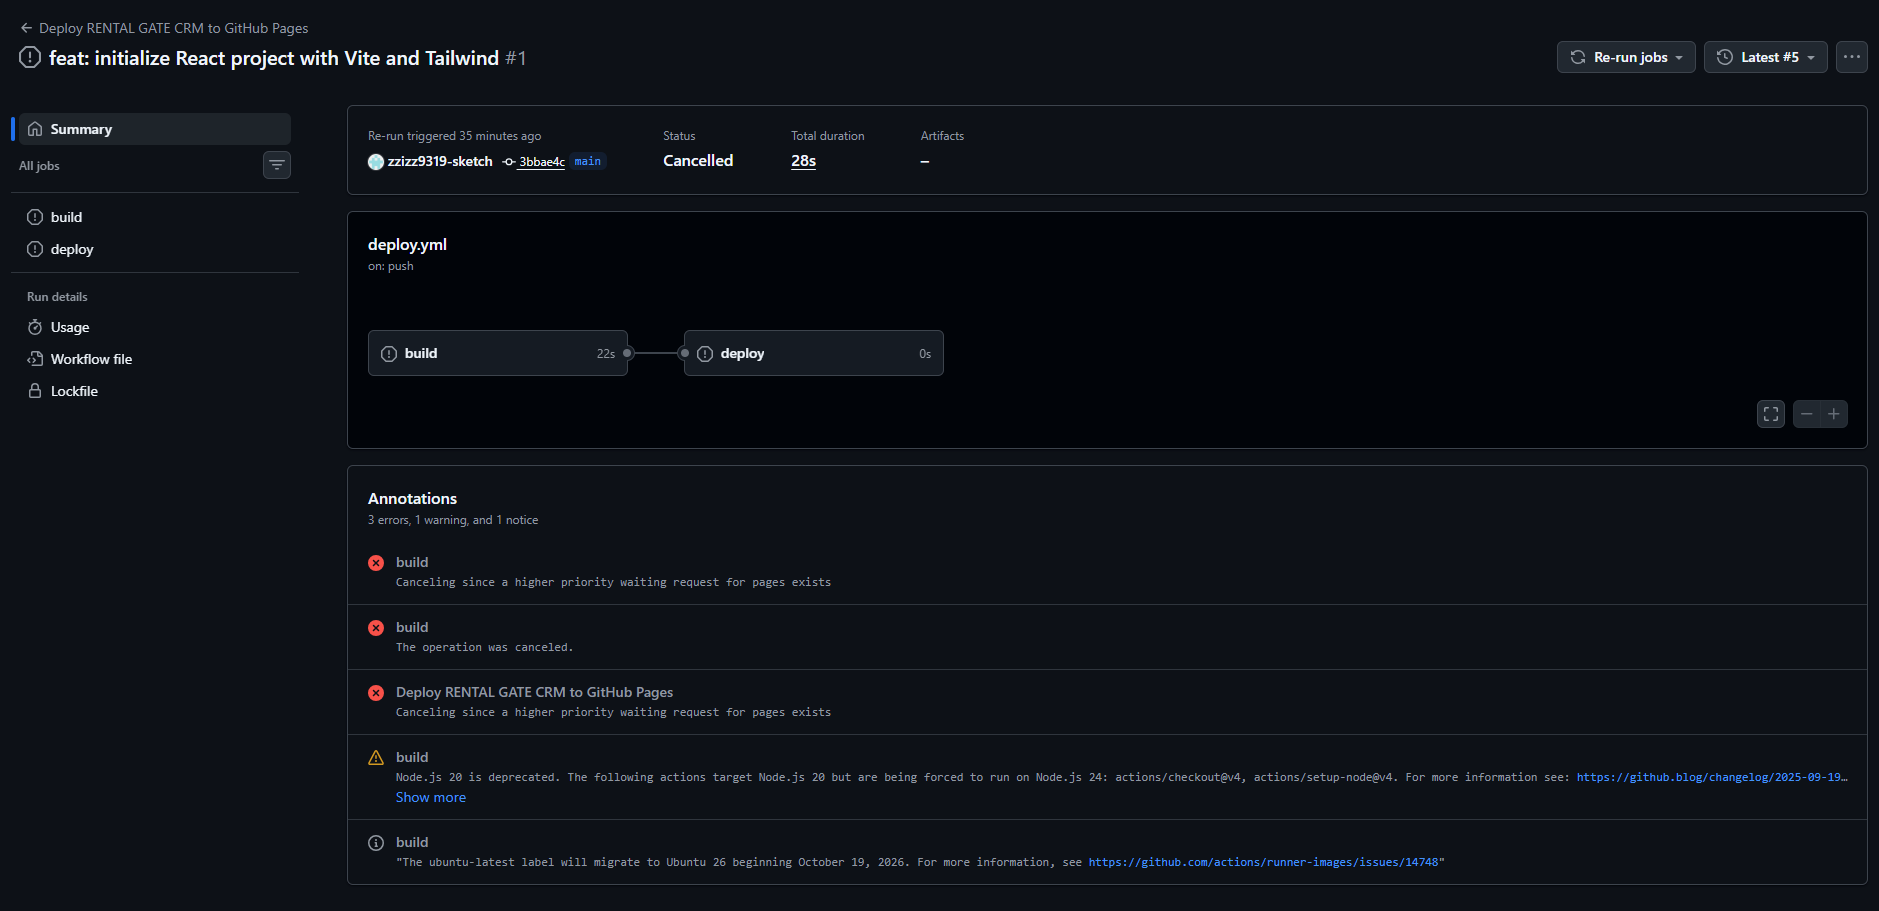 Deploy RENTAL GATE CRM to GitHub Pages
feat: initialize React project with Vite and Tailwind #1
Re-run jobs
Latest #5
Summary
All jobs
build
deploy
Run details
Usage
Workflow file
Lockfile
Re-run triggered 35 minutes ago
zzizz9319-sketch 3bbae4c main
Status
Cancelled
Total duration
28s
Artifacts
–
deploy.yml
on: push
build 22s
deploy 0s
Annotations
3 errors, 1 warning, and 1 notice
build
Canceling since a higher priority waiting request for pages exists
build
The operation was canceled.
Deploy RENTAL GATE CRM to GitHub Pages
Canceling since a higher priority waiting request for pages exists
build
Node.js 20 is deprecated. The following actions target Node.js 20 but are being forced to run on Node.js 24: actions/checkout@v4, actions/setup-node@v4. For more information see: https://github.blog/changelog/2025-09-19…
Show more
build
"The ubuntu-latest label will migrate to Ubuntu 26 beginning October 19, 2026. For more information, see https://github.com/actions/runner-images/issues/14748"